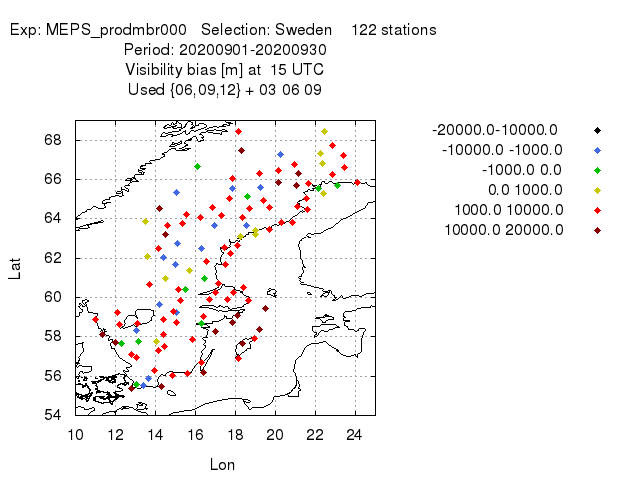 Exp: MEPS_prodmbr000   Selection: Sweden    122 stations
Period: 20200901-20200930
Visibility bias [m] at  15 UTC
Used {06,09,12} + 03 06 09
-20000.0-10000.0
-10000.0 -1000.0
-1000.0 0.0
0.0 1000.0
1000.0 10000.0
10000.0 20000.0
68
66
64
62
60
58
56
54
Lat
10 12 14 16 18 20 22 24
Lon